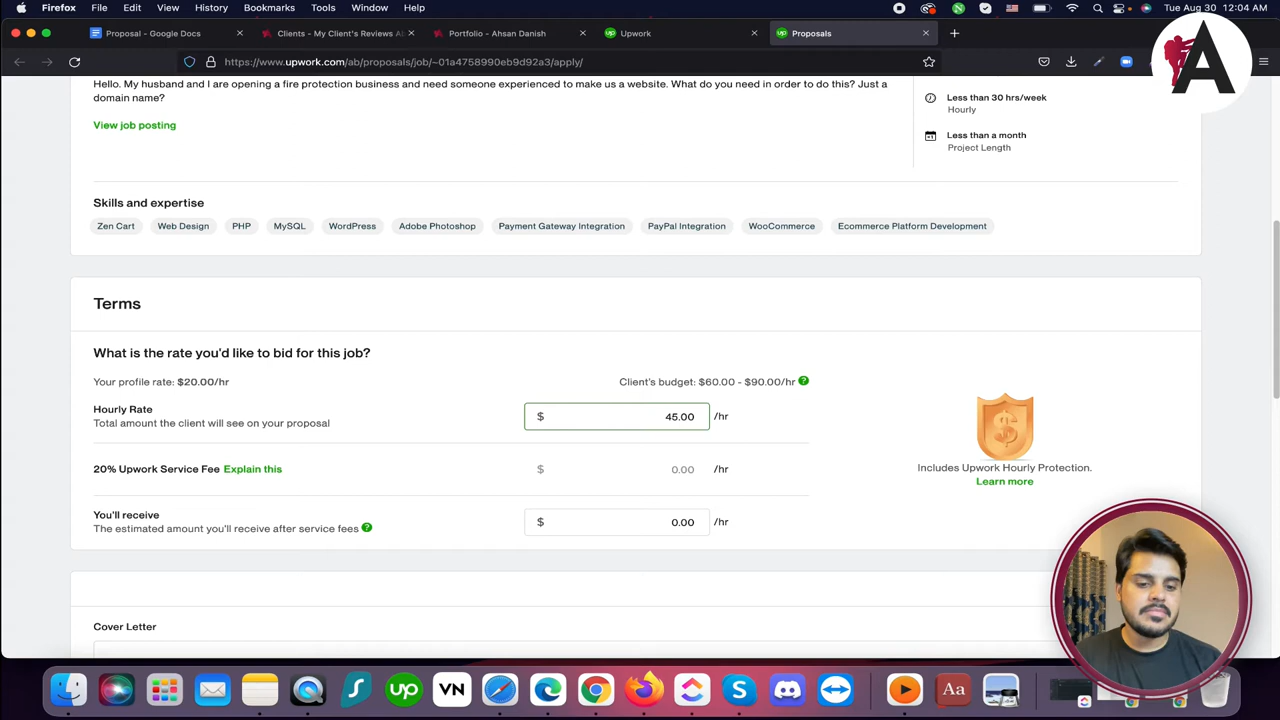 Firefox File Edit View History Bookmarks Tools Window Help Tue Aug 30 12:04 AM
Proposal - Google Docs Clients - My Client's Reviews Ab Portfolio - Ahsan Danish Upwork Proposals
https://www.upwork.com/ab/proposals/job/~01a4758990eb9d92a3/apply/
A
Hello. My husband and I are opening a fire protection business and need someone experienced to make us a website. What do you need in order to do this? Just a
domain name?
View job posting
Less than 30 hrs/week
Hourly
Less than a month
Project Length
Skills and expertise
Zen Cart Web Design PHP MySQL WordPress Adobe Photoshop Payment Gateway Integration PayPal Integration WooCommerce Ecommerce Platform Development
Terms
What is the rate you'd like to bid for this job?
Your profile rate: $20.00/hr Client's budget: $60.00 - $90.00/hr ?
Hourly Rate
Total amount the client will see on your proposal
$ 45.00 /hr
20% Upwork Service Fee Explain this $ 0.00 /hr
You'll receive
The estimated amount you'll receive after service fees ?
$ 0.00 /hr
Includes Upwork Hourly Protection.
Learn more
Cover Letter
up VN Aa